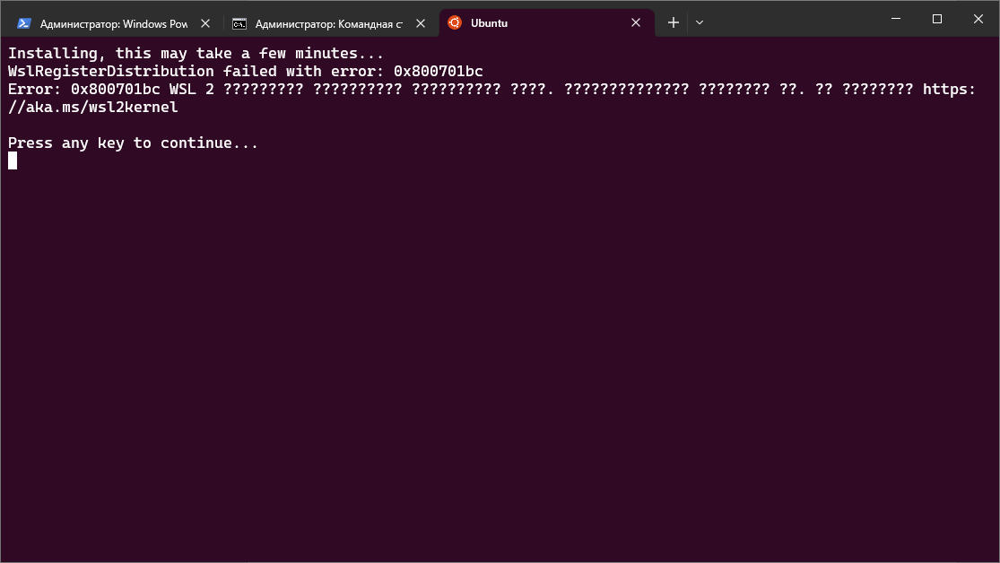 Администратор: Windows Pow
Администратор: Командная ст
Ubuntu
Installing, this may take a few minutes...
WslRegisterDistribution failed with error: 0x800701bc
Error: 0x800701bc WSL 2 ????????? ?????????? ?????????? ????. ?????????????? ???????? ??. ?? ???????? https:
//aka.ms/wsl2kernel
Press any key to continue...